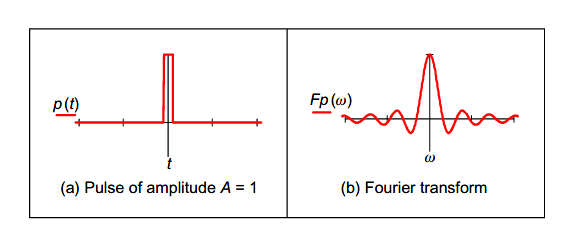 p(t)
t
(a) Pulse of amplitude A = 1
Fp(ω)
ω
(b) Fourier transform